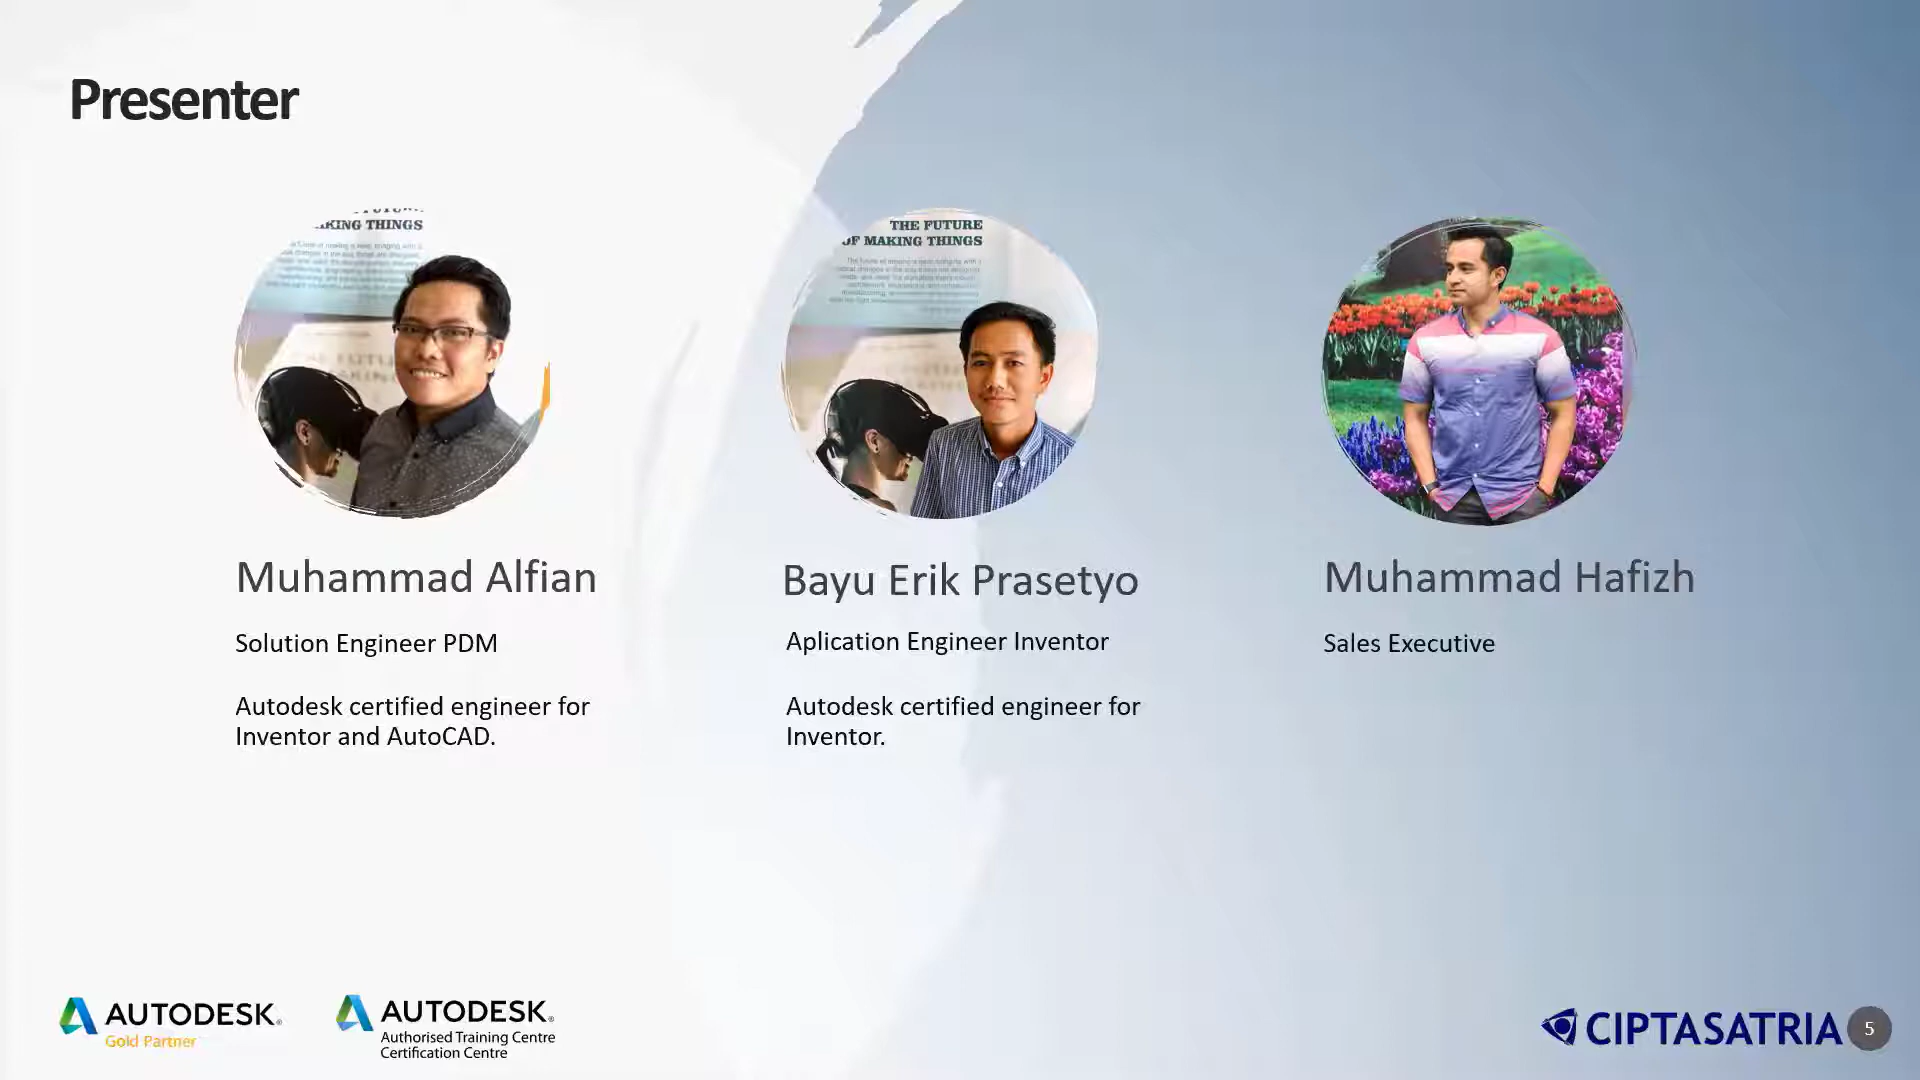 Presenter
KING THINGS
THE FUTURE
OF MAKING THINGS
Muhammad Alfian
Solution Engineer PDM
Autodesk certified engineer for
Inventor and AutoCAD.
Bayu Erik Prasetyo
Aplication Engineer Inventor
Autodesk certified engineer for
Inventor.
Muhammad Hafizh
Sales Executive
AUTODESK®
Gold Partner
AUTODESK®
Authorised Training Centre
Certification Centre
CIPTASATRIA
5